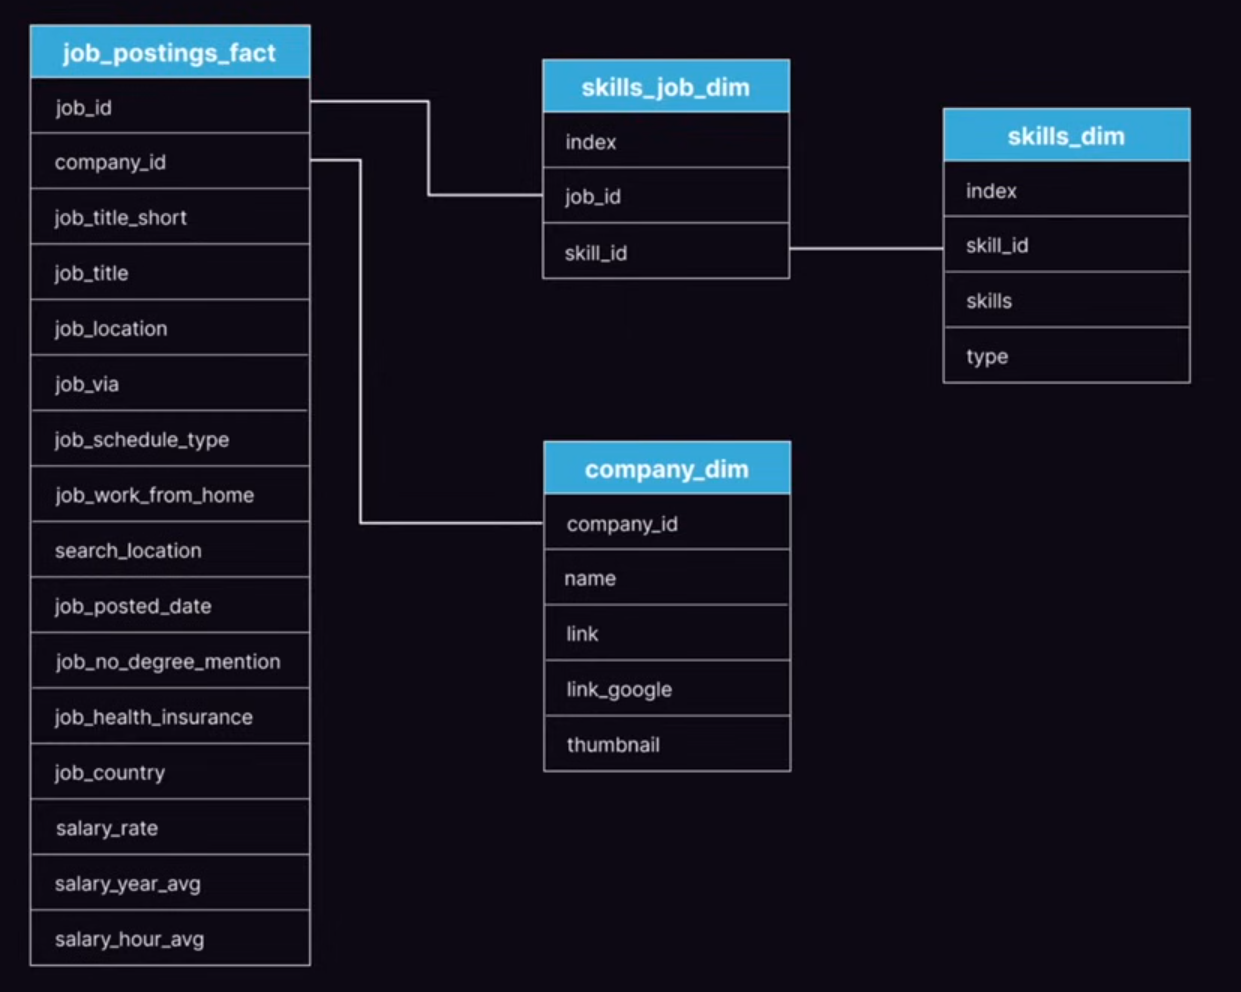 job_postings_fact
job_id
company_id
job_title_short
job_title
job_location
job_via
job_schedule_type
job_work_from_home
search_location
job_posted_date
job_no_degree_mention
job_health_insurance
job_country
salary_rate
salary_year_avg
salary_hour_avg
skills_job_dim
index
job_id
skill_id
skills_dim
index
skill_id
skills
type
company_dim
company_id
name
link
link_google
thumbnail